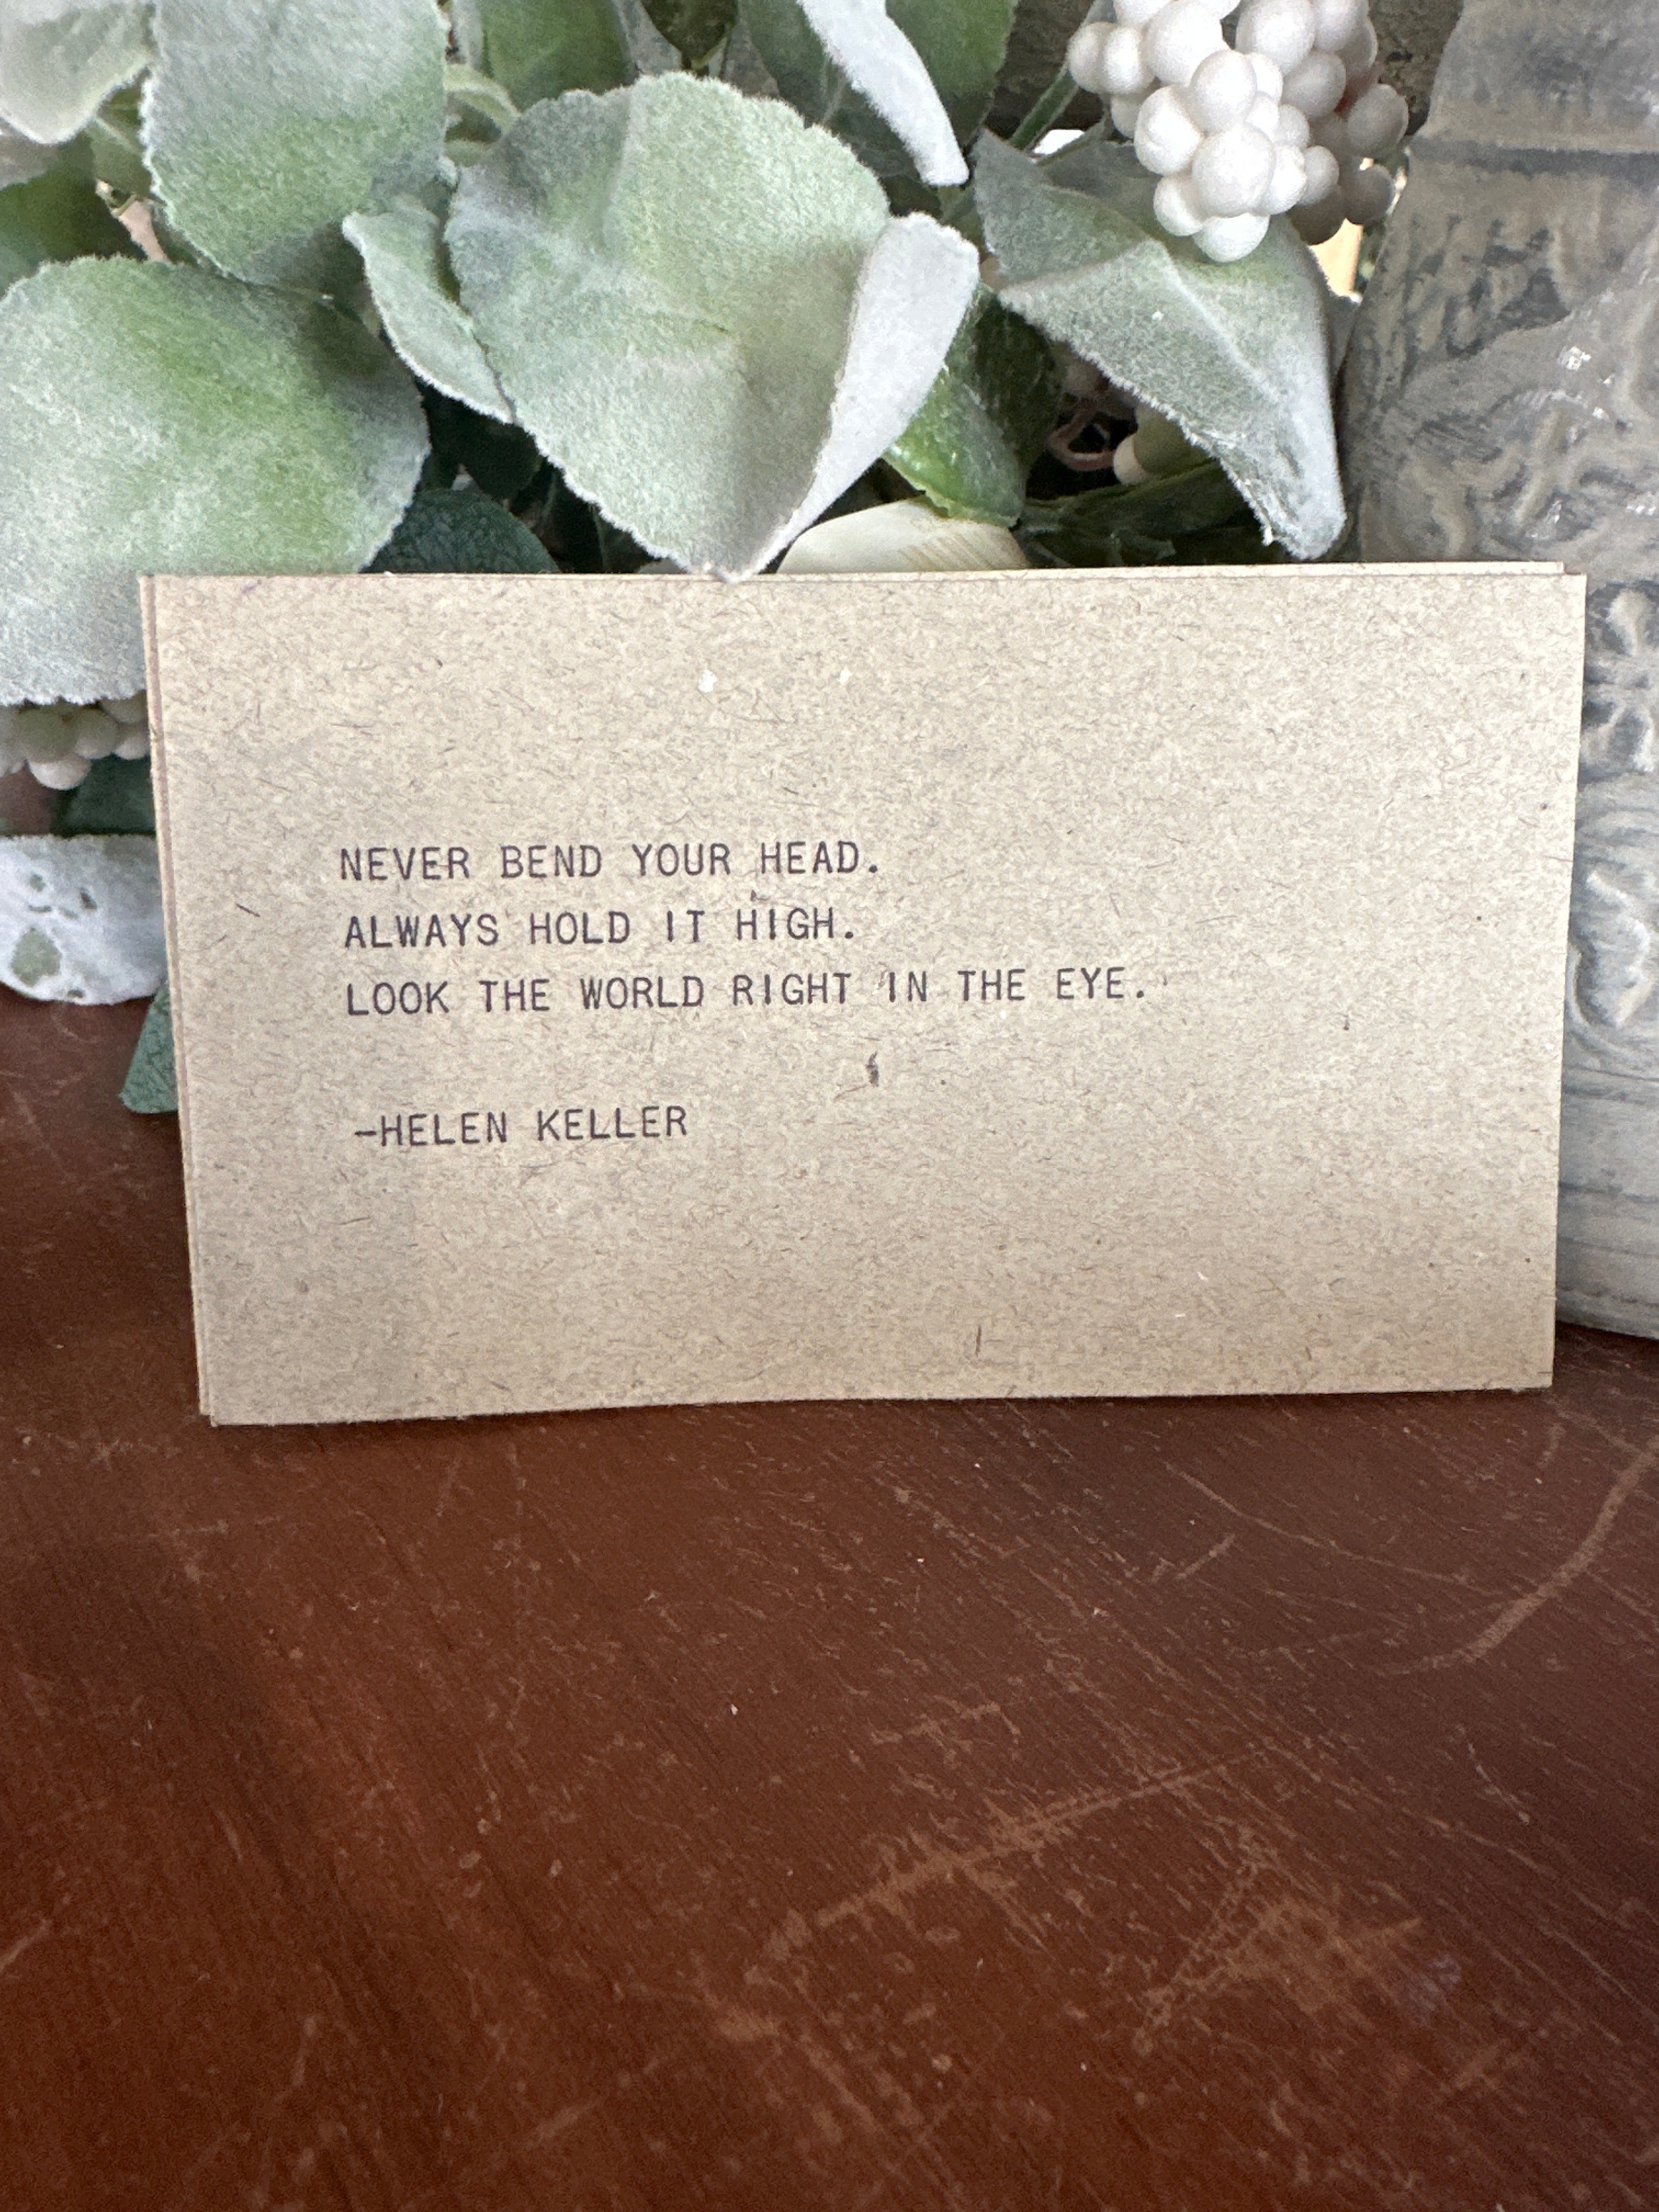 NEVER BEND YOUR HEAD.
ALWAYS HOLD IT HIGH.
LOOK THE WORLD RIGHT IN THE EYE.
-HELEN KELLER